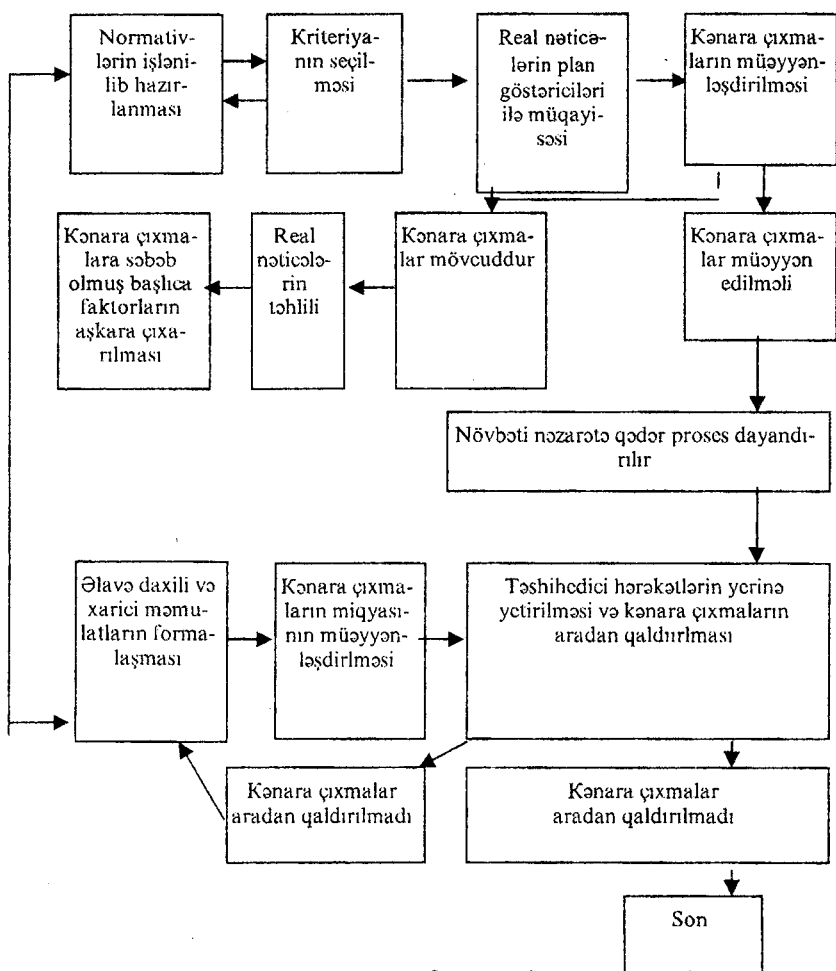 Normativ-
lərin işləni-
lib hazır-
lanması
Kriteriya-
nın seçil-
məsi
Real nəticə-
lərin plan
göstəriciləri
ilə müqayi-
səsi
Kənara çıxma-
ların müəyyən-
ləşdirilməsi
Kənara çıxma-
lara səbəb
olmuş başlıca
faktorların
aşkara çıxa-
rılması
Real
nəticələ-
rin
təhlili
Kənara çıxma-
lar mövcuddur
Kənara çıxma-
lar müəyyən
edilməli
Növbəti nəzarətə qədər proses dayandı-
rılır
Əlavə daxili və
xarici məmu-
latların forma-
laşması
Kənara çıxma-
ların miqyası-
nın müəyyən-
ləşdirlməsi
Təshihedici hərəkətlərin yerinə
yetirilməsi və kənara çıxmaların
aradan qaldıırlması
Kənara çıxmalar
aradan qaldırılmadı
Kənara çıxmalar
aradan qaldırılmadı
Son